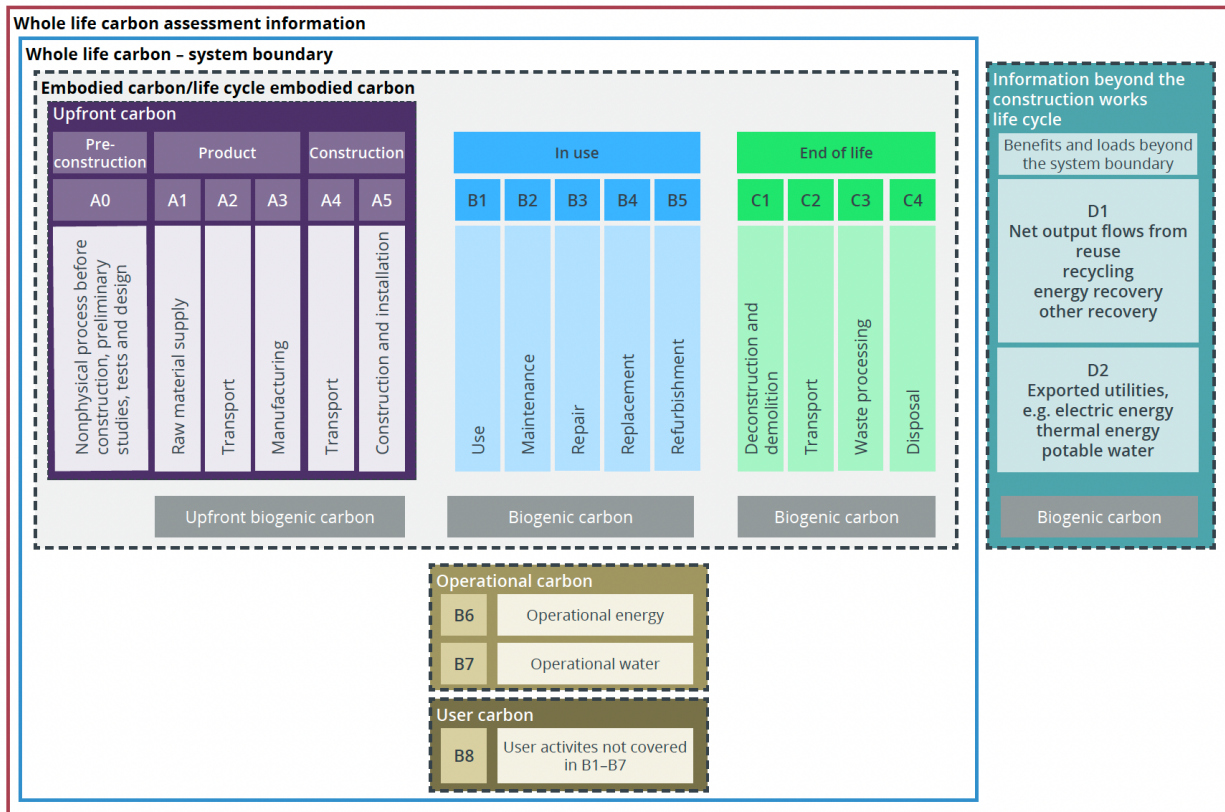 Whole life carbon assessment information
Whole life carbon – system boundary
Embodied carbon/life cycle embodied carbon
Upfront carbon
Pre-
construction
Product
Construction
A0
A1
A2
A3
A4
A5
Nonphysical process before
construction, preliminary
studies, tests and design
Raw material supply
Transport
Manufacturing
Transport
Construction and installation
Upfront biogenic carbon
In use
B1
B2
B3
B4
B5
Use
Maintenance
Repair
Replacement
Refurbishment
Biogenic carbon
End of life
C1
C2
C3
C4
Deconstruction and
demolition
Transport
Waste processing
Disposal
Biogenic carbon
Operational carbon
B6
Operational energy
B7
Operational water
User carbon
B8
User activites not covered
in B1–B7
Information beyond the
construction works
life cycle
Benefits and loads beyond
the system boundary
D1
Net output flows from
reuse
recycling
energy recovery
other recovery
D2
Exported utilities,
e.g. electric energy
thermal energy
potable water
Biogenic carbon